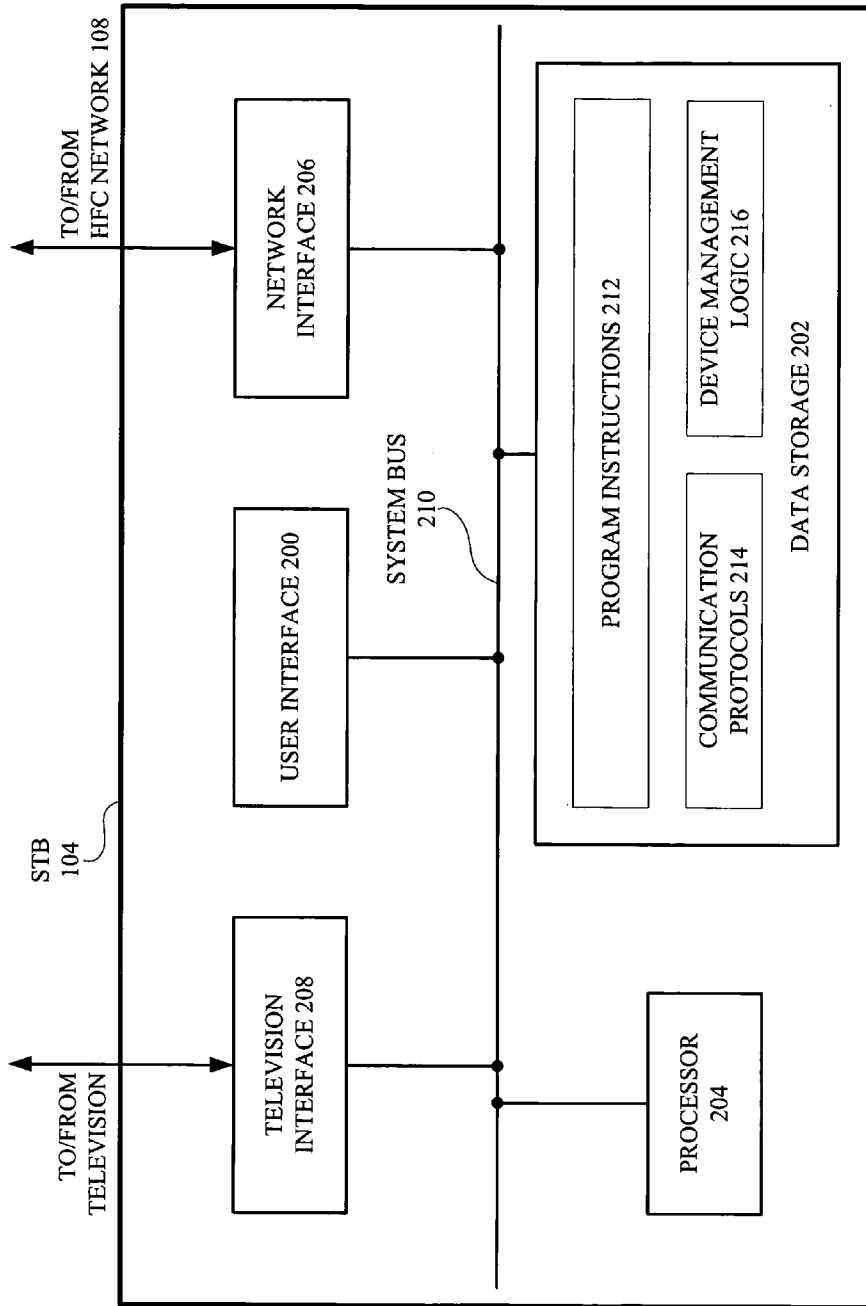 TO/FROM
TELEVISION
STB
104
TO/FROM
HFC NETWORK 108
TELEVISION
INTERFACE 208
USER INTERFACE 200
NETWORK
INTERFACE 206
SYSTEM BUS
210
PROCESSOR
204
PROGRAM INSTRUCTIONS 212
COMMUNICATION
PROTOCOLS 214
DEVICE MANAGEMENT
LOGIC 216
DATA STORAGE 202